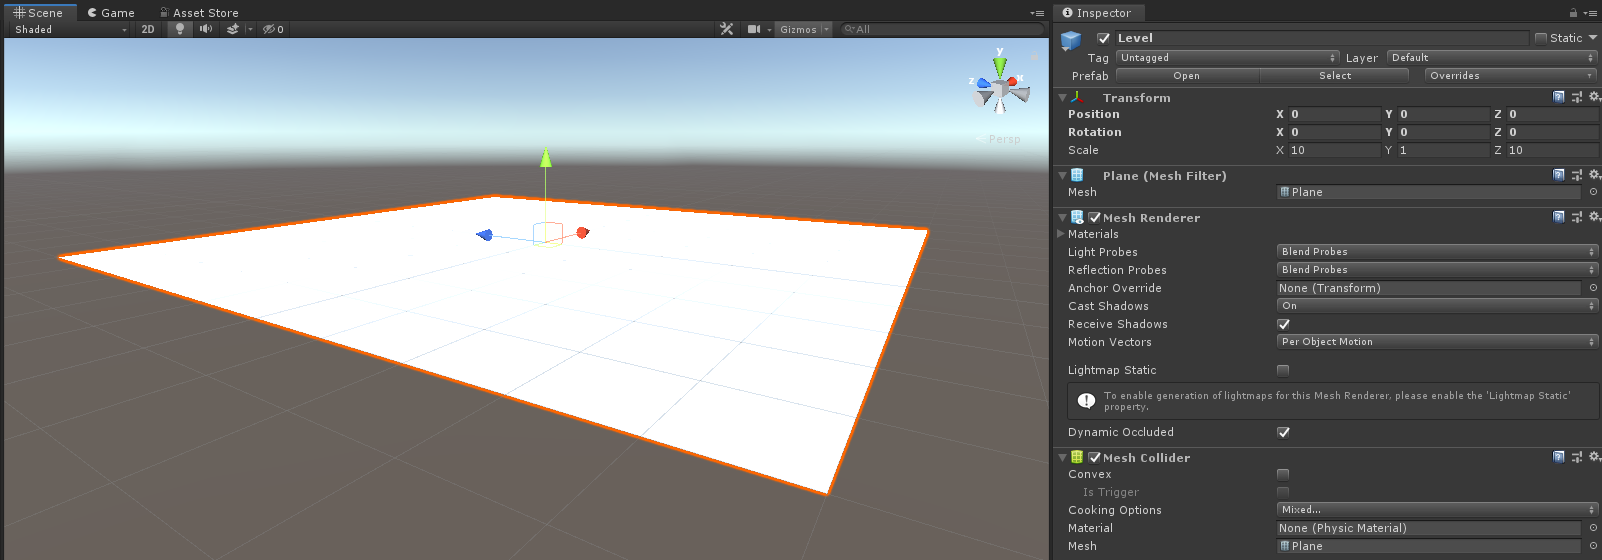 Scene Game Asset Store
Shaded 2D 0 Gizmos All
y
z x
Persp
Inspector
Level Static
Tag Untagged Layer Default
Prefab Open Select Overrides
Transform
Position X 0 Y 0 Z 0
Rotation X 0 Y 0 Z 0
Scale X 10 Y 1 Z 10
Plane (Mesh Filter)
Mesh Plane
Mesh Renderer
Materials
Light Probes Blend Probes
Reflection Probes Blend Probes
Anchor Override None (Transform)
Cast Shadows On
Receive Shadows
Motion Vectors Per Object Motion
Lightmap Static
To enable generation of lightmaps for this Mesh Renderer, please enable the 'Lightmap Static'
property.
Dynamic Occluded
Mesh Collider
Convex
Is Trigger
Cooking Options Mixed...
Material None (Physic Material)
Mesh Plane